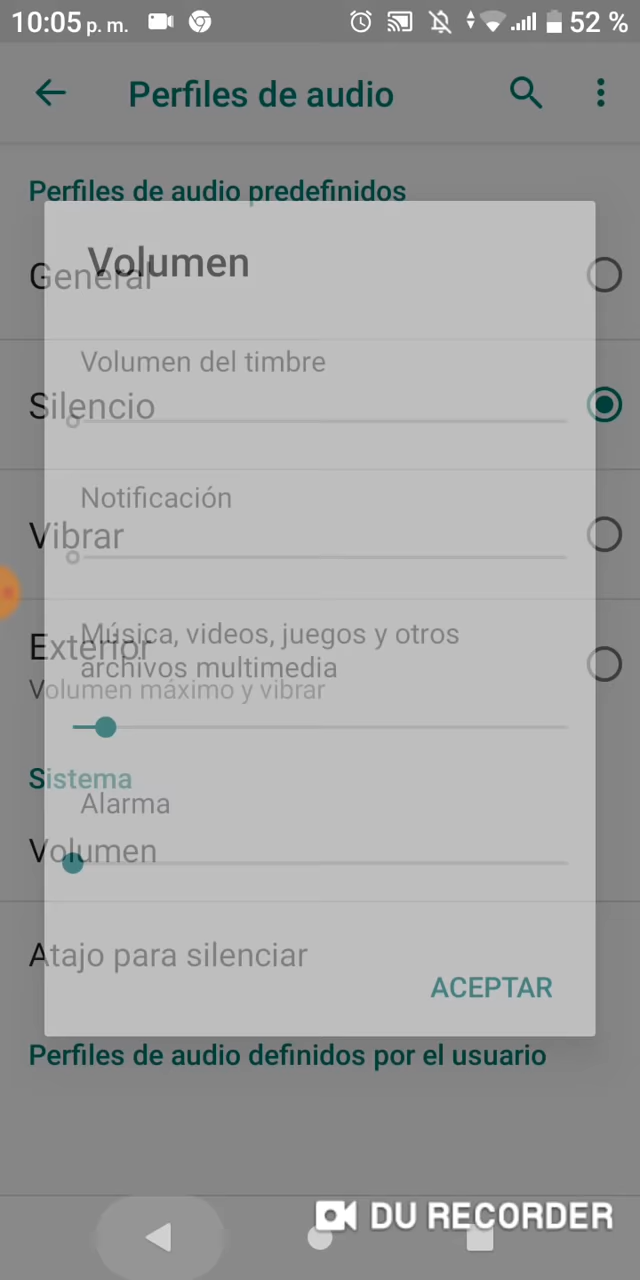 10:05 p. m.
52 %
Perfiles de audio
Perfiles de audio predefinidos
Volumen
General
Volumen del timbre
Silencio
Notificación
Vibrar
Música, videos, juegos y otros
archivos multimedia
Exterior
Volumen máximo y vibrar
Sistema
Alarma
Volumen
Atajo para silenciar
ACEPTAR
Perfiles de audio definidos por el usuario
DU RECORDER